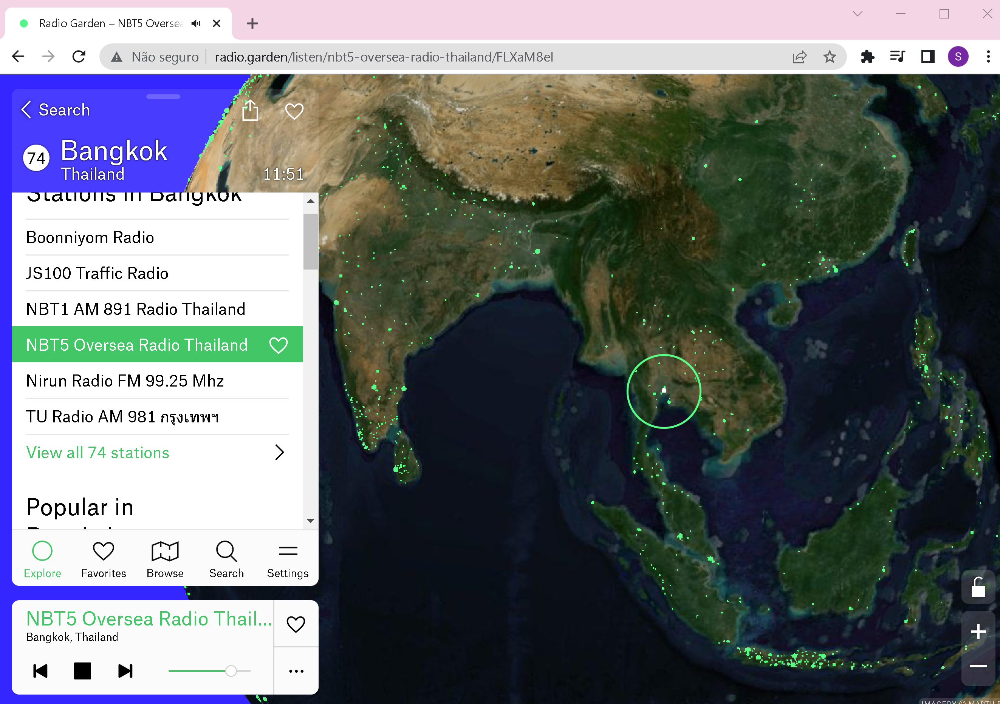 Radio Garden – NBT5 Oversea
Não seguro
radio.garden/listen/nbt5-oversea-radio-thailand/FLXaM8el
S
Search
74
Bangkok
Thailand
11:51
Stations in Bangkok
Boonniyom Radio
JS100 Traffic Radio
NBT1 AM 891 Radio Thailand
NBT5 Oversea Radio Thailand
Nirun Radio FM 99.25 Mhz
TU Radio AM 981 กรุงเทพฯ
View all 74 stations
Popular in
Explore
Favorites
Browse
Search
Settings
NBT5 Oversea Radio Thail...
Bangkok, Thailand